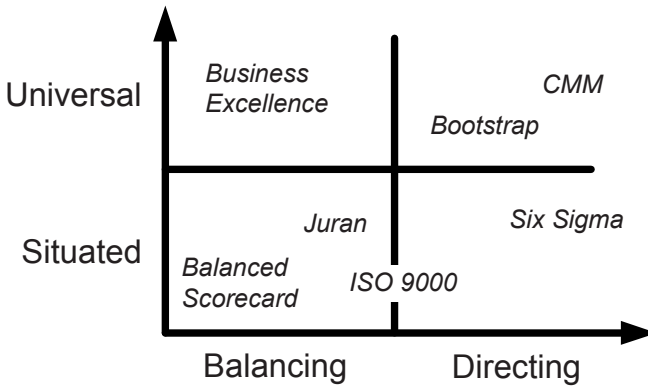 Universal
Business
Excellence
CMM
Bootstrap
Situated
Juran
Six Sigma
Balanced
Scorecard
ISO 9000
Balancing
Directing